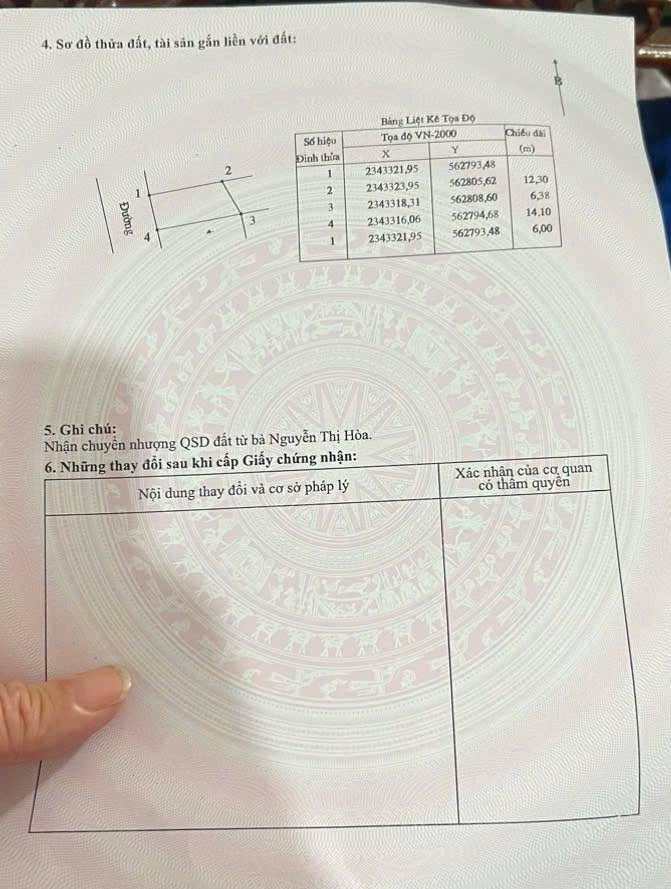 4. Sơ đồ thửa đất, tài sản gắn liền với đất:
B
Bảng Liệt Kê Tọa Độ
Số hiệu Đỉnh thửa Tọa độ VN-2000 Chiều dài (m)
X Y
1 2343321,95 562793,48
12,30
2 2343323,95 562805,62
6,38
3 2343318,31 562808,60
14,10
4 2343316,06 562794,68
6,00
1 2343321,95 562793,48
1
2
3
4
Đường
5. Ghi chú:
Nhận chuyển nhượng QSD đất từ bà Nguyễn Thị Hòa.
6. Những thay đổi sau khi cấp Giấy chứng nhận:
Nội dung thay đổi và cơ sở pháp lý
Xác nhận của cơ quan
có thẩm quyền